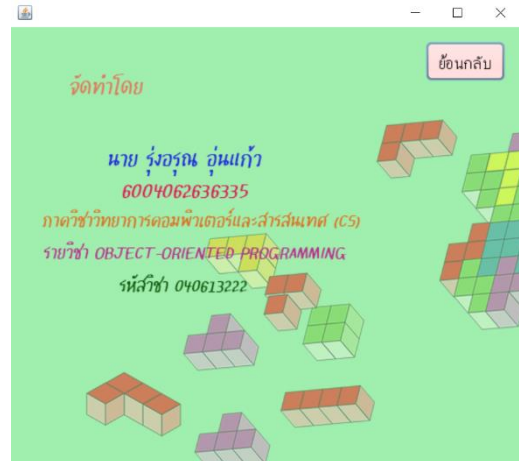 ย้อนกลับ
จัดทำโดย
นาย รุ่งอรุณ อุ่นแก้ว
6004062636335
ภาควิชาวิทยาการคอมพิวเตอร์และสารสนเทศ (CS)
รายวิชา OBJECT-ORIENTED PROGRAMMING
รหัสวิชา 040613222